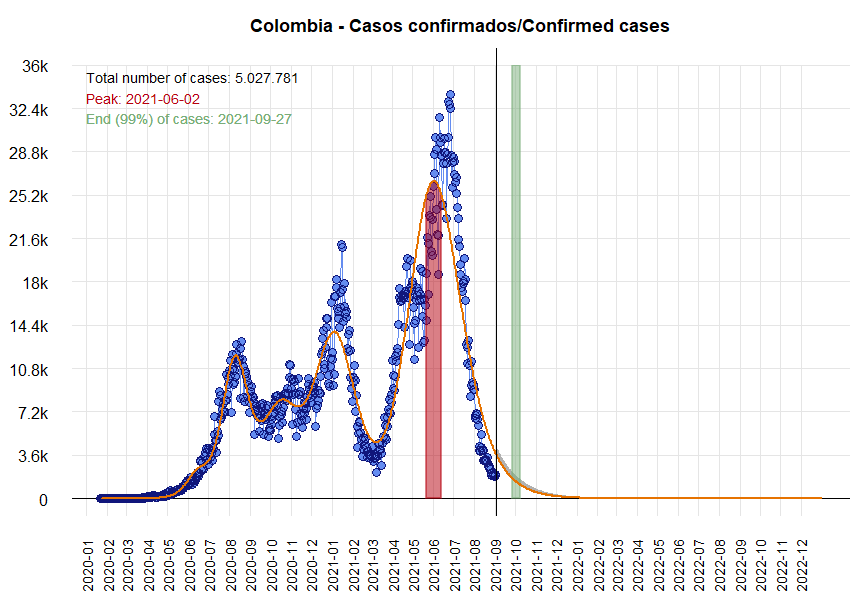 Colombia - Casos confirmados/Confirmed cases
Total number of cases: 5.027.781
Peak: 2021-06-02
End (99%) of cases: 2021-09-27
36k
32.4k
28.8k
25.2k
21.6k
18k
14.4k
10.8k
7.2k
3.6k
0
2020-01
2020-02
2020-03
2020-04
2020-05
2020-06
2020-07
2020-08
2020-09
2020-10
2020-11
2020-12
2021-01
2021-02
2021-03
2021-04
2021-05
2021-06
2021-07
2021-08
2021-09
2021-10
2021-11
2021-12
2022-01
2022-02
2022-03
2022-04
2022-05
2022-06
2022-07
2022-08
2022-09
2022-10
2022-11
2022-12